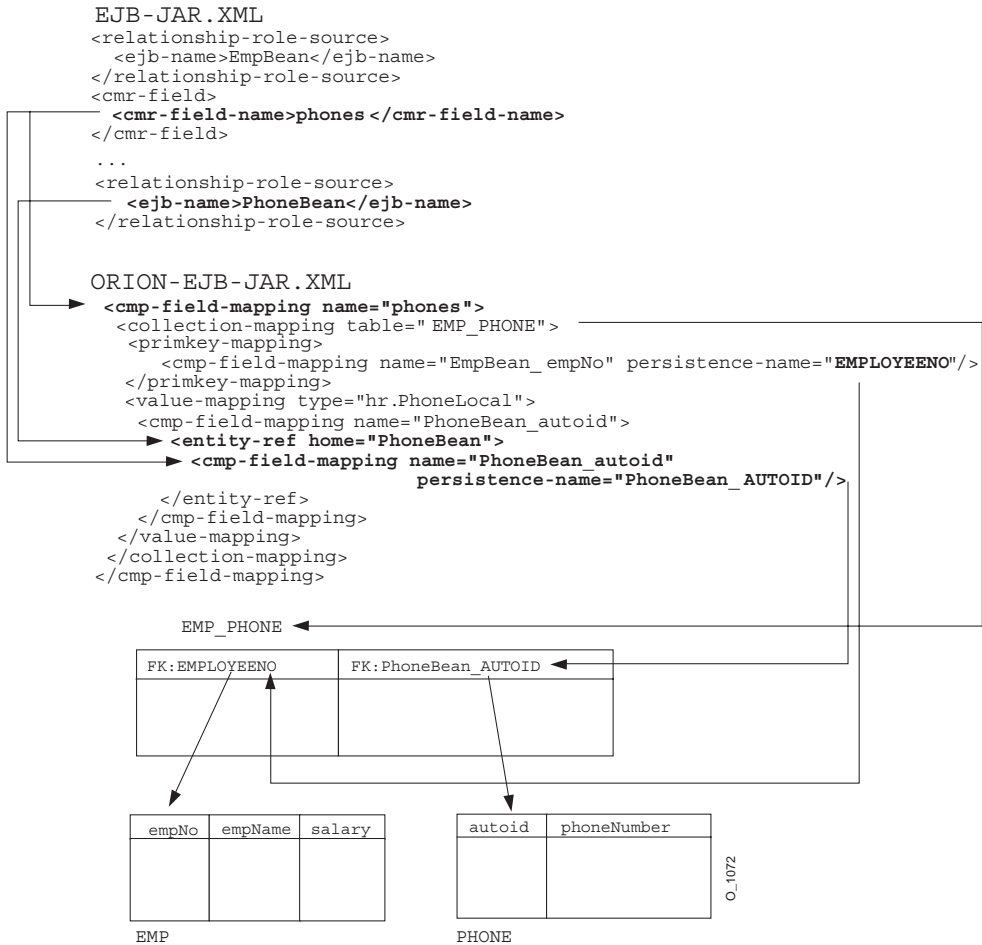 EJB-JAR.XML
<relationship-role-source>
<ejb-name>EmpBean</ejb-name>
</relationship-role-source>
<cmr-field>
<cmr-field-name>phones </cmr-field-name>
</cmr-field>
...
<relationship-role-source>
<ejb-name>PhoneBean</ejb-name>
</relationship-role-source>
ORION-EJB-JAR.XML
<cmp-field-mapping name="phones">
<collection-mapping table="EMP_PHONE">
<primkey-mapping>
<cmp-field-mapping name="EmpBean_empNo" persistence-name="EMPLOYEENO"/>
</primkey-mapping>
<value-mapping type="hr.PhoneLocal">
<cmp-field-mapping name="PhoneBean_autoid">
<entity-ref home="PhoneBean">
<cmp-field-mapping name="PhoneBean_autoid"
persistence-name="PhoneBean_AUTOID"/>
</entity-ref>
</cmp-field-mapping>
</value-mapping>
</collection-mapping>
</cmp-field-mapping>
EMP_PHONE
FK:EMPLOYEENO FK:PhoneBean_AUTOID
empNo empName salary
autoid phoneNumber
O_1072
EMP
PHONE